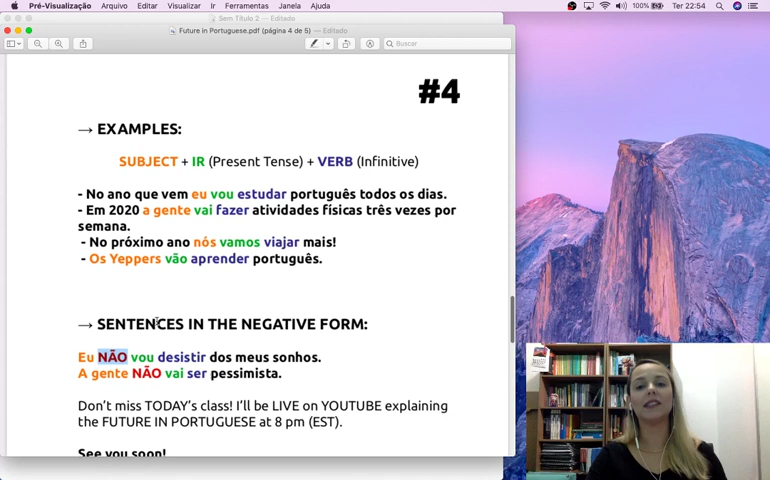 Pré-Visualização Arquivo Editar Visualizar Ir Ferramentas Janela Ajuda 100% Ter 22:54
Sem Título 2 — Editado
Future in Portuguese.pdf (página 4 de 5) — Editado
Buscar
#4
→ EXAMPLES:
SUBJECT + IR (Present Tense) + VERB (Infinitive)
- No ano que vem eu vou estudar português todos os dias.
- Em 2020 a gente vai fazer atividades físicas três vezes por
semana.
- No próximo ano nós vamos viajar mais!
- Os Yeppers vão aprender português.
→ SENTENCES IN THE NEGATIVE FORM:
Eu NÃO vou desistir dos meus sonhos.
A gente NÃO vai ser pessimista.
Don't miss TODAY's class! I'll be LIVE on YOUTUBE explaining
the FUTURE IN PORTUGUESE at 8 pm (EST).
See you soon!